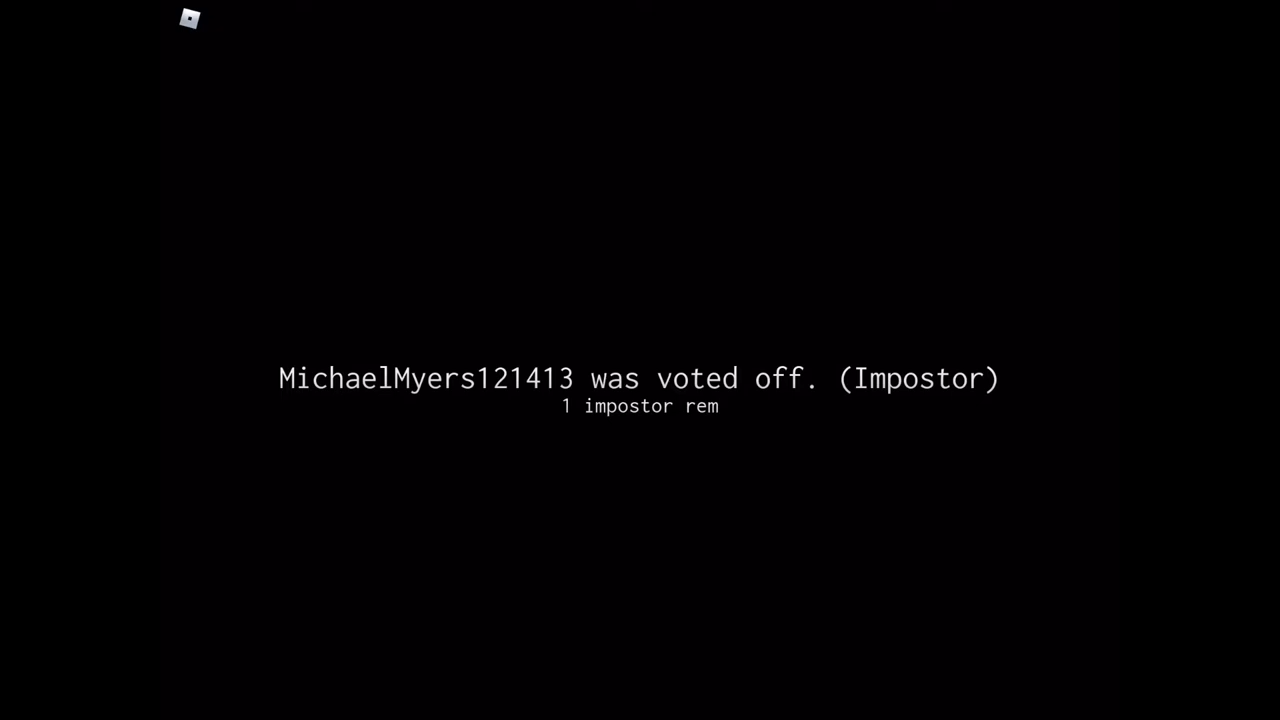 MichaelMyers121413 was voted off. (Impostor)
1 impostor rem